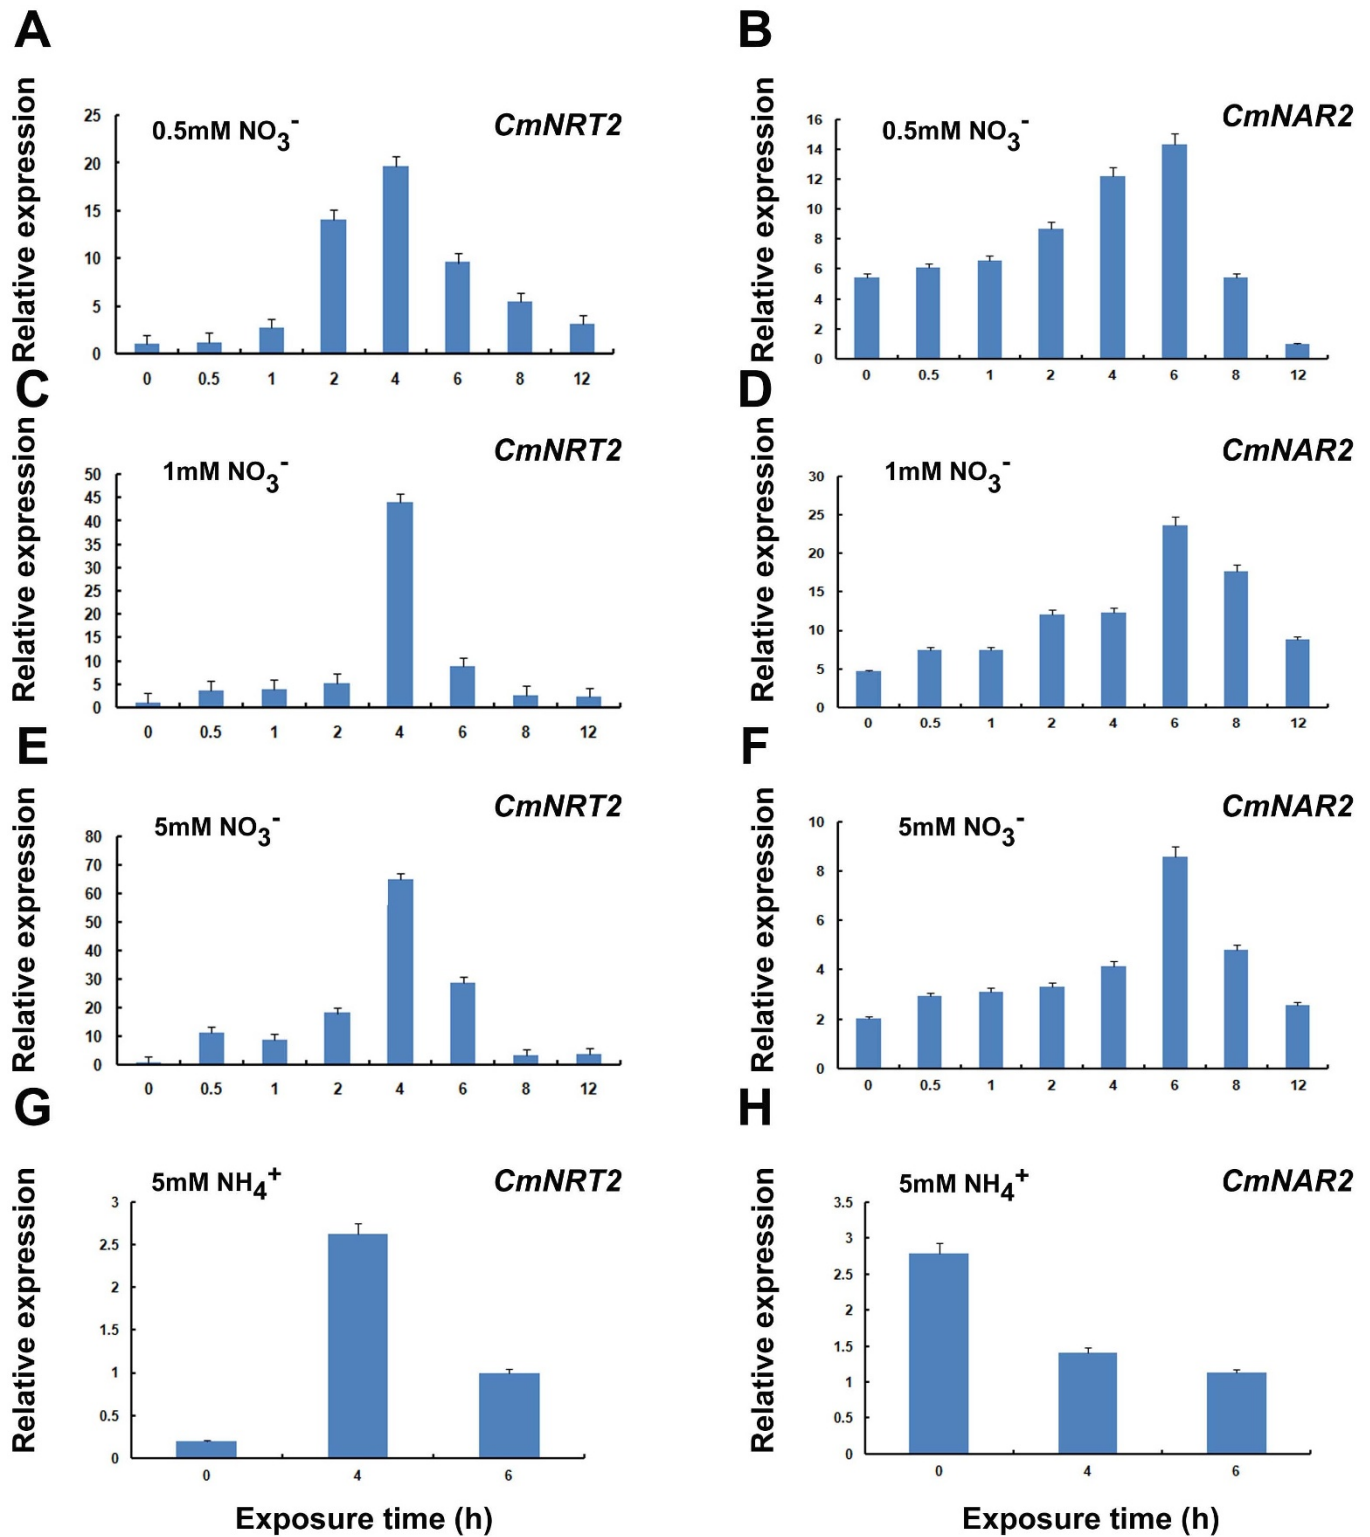 A
0.5mM NO3-
CmNRT2
Relative expression
25
20
15
10
5
0
0 0.5 1 2 4 6 8 12
B
0.5mM NO3-
CmNAR2
Relative expression
16
14
12
10
8
6
4
2
0
0 0.5 1 2 4 6 8 12
C
1mM NO3-
CmNRT2
Relative expression
50
45
40
35
30
25
20
15
10
5
0
0 0.5 1 2 4 6 8 12
D
1mM NO3-
CmNAR2
Relative expression
30
25
20
15
10
5
0
0 0.5 1 2 4 6 8 12
E
5mM NO3-
CmNRT2
Relative expression
80
70
60
50
40
30
20
10
0
0 0.5 1 2 4 6 8 12
F
5mM NO3-
CmNAR2
Relative expression
10
8
6
4
2
0
0 0.5 1 2 4 6 8 12
G
5mM NH4+
CmNRT2
Relative expression
3
2.5
2
1.5
1
0.5
0
0 4 6
Exposure time (h)
H
5mM NH4+
CmNAR2
Relative expression
3.5
3
2.5
2
1.5
1
0.5
0
0 4 6
Exposure time (h)